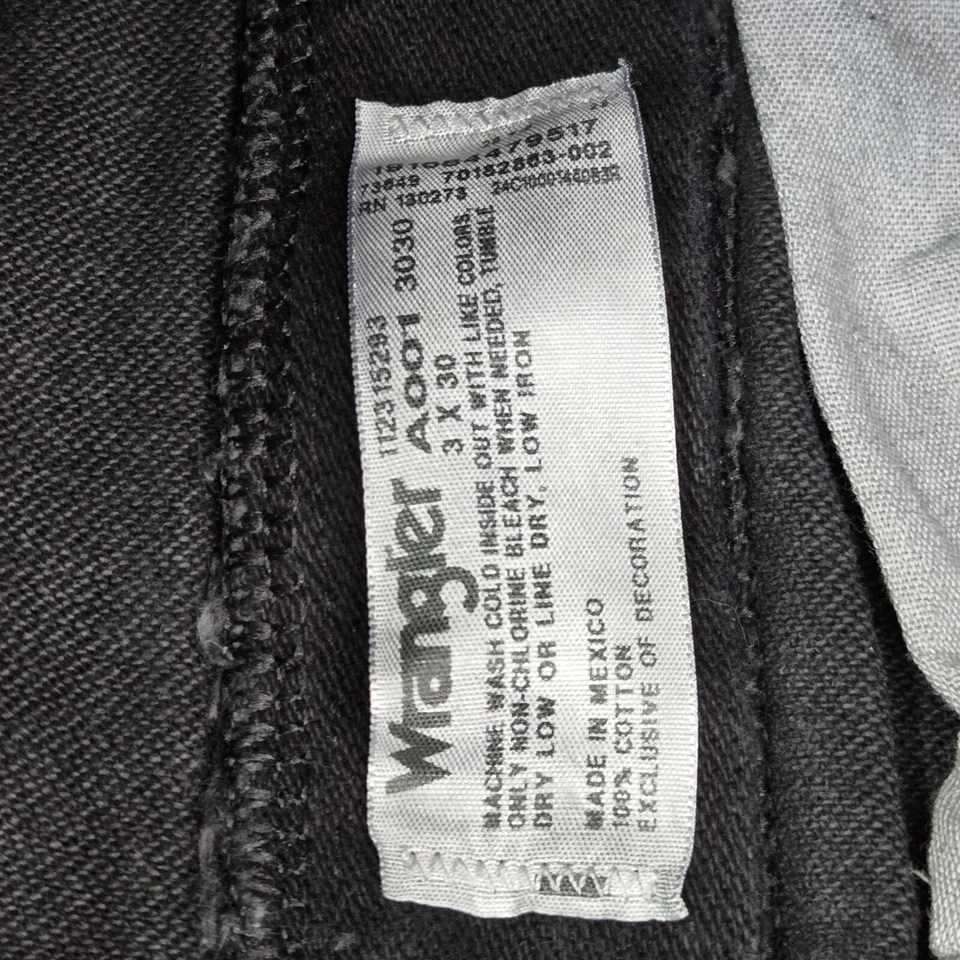 73649 70182863-002
RN 130273
Wrangler
112315293
A001 3030
3 X 30
MACHINE WASH COLD INSIDE OUT WITH LIKE COLORS
ONLY NON-CHLORINE BLEACH WHEN NEEDED, TUMBLE
DRY LOW OR LINE DRY, LOW IRON
MADE IN MEXICO
100% COTTON
EXCLUSIVE OF DECORATION